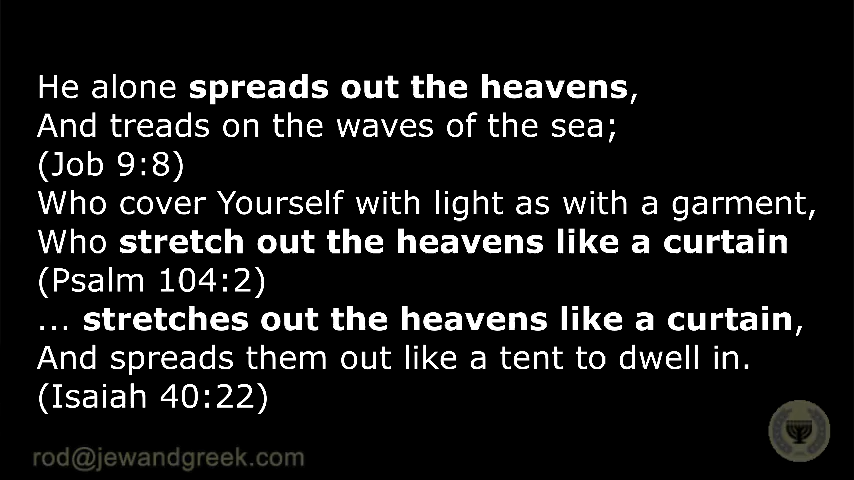 He alone spreads out the heavens,
And treads on the waves of the sea;
(Job 9:8)
Who cover Yourself with light as with a garment,
Who stretch out the heavens like a curtain
(Psalm 104:2)
... stretches out the heavens like a curtain,
And spreads them out like a tent to dwell in.
(Isaiah 40:22)
rod@jewandgreek.com